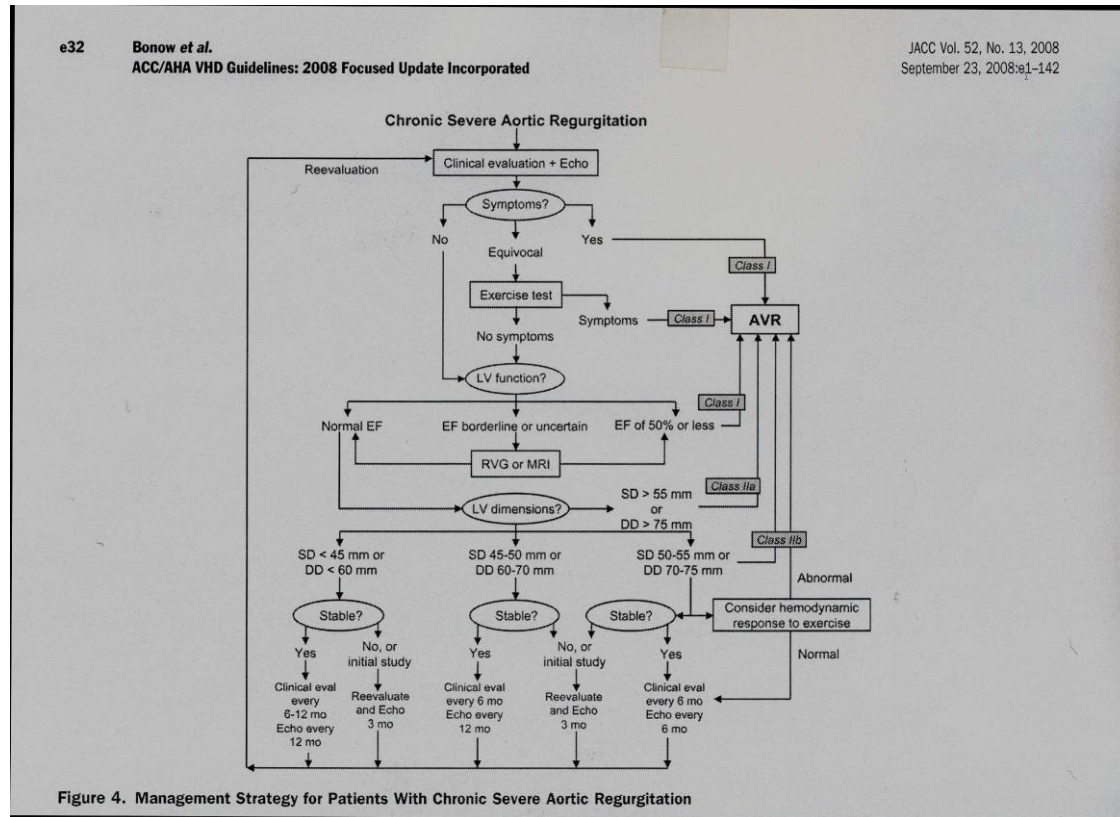 e32
Bonow et al.
ACC/AHA VHD Guidelines: 2008 Focused Update Incorporated
JACC Vol. 52, No. 13, 2008
September 23, 2008:e1–142
Chronic Severe Aortic Regurgitation
Reevaluation
Clinical evaluation + Echo
Symptoms?
No
Equivocal
Yes
Class I
Exercise test
Symptoms
Class I
AVR
No symptoms
LV function?
Class I
Normal EF
EF borderline or uncertain
EF of 50% or less
RVG or MRI
Class IIa
LV dimensions?
SD > 55 mm
or
DD > 75 mm
Class IIb
SD < 45 mm or
DD < 60 mm
SD 45-50 mm or
DD 60-70 mm
SD 50-55 mm or
DD 70-75 mm
Abnormal
Stable?
Stable?
Stable?
Consider hemodynamic
response to exercise
Normal
Yes
No, or
initial study
Yes
No, or
initial study
Yes
Clinical eval
every
6-12 mo
Echo every
12 mo
Reevaluate
and Echo
3 mo
Clinical eval
every 6 mo
Echo every
12 mo
Reevaluate
and Echo
3 mo
Clinical eval
every 6 mo
Echo every
6 mo
Figure 4. Management Strategy for Patients With Chronic Severe Aortic Regurgitation